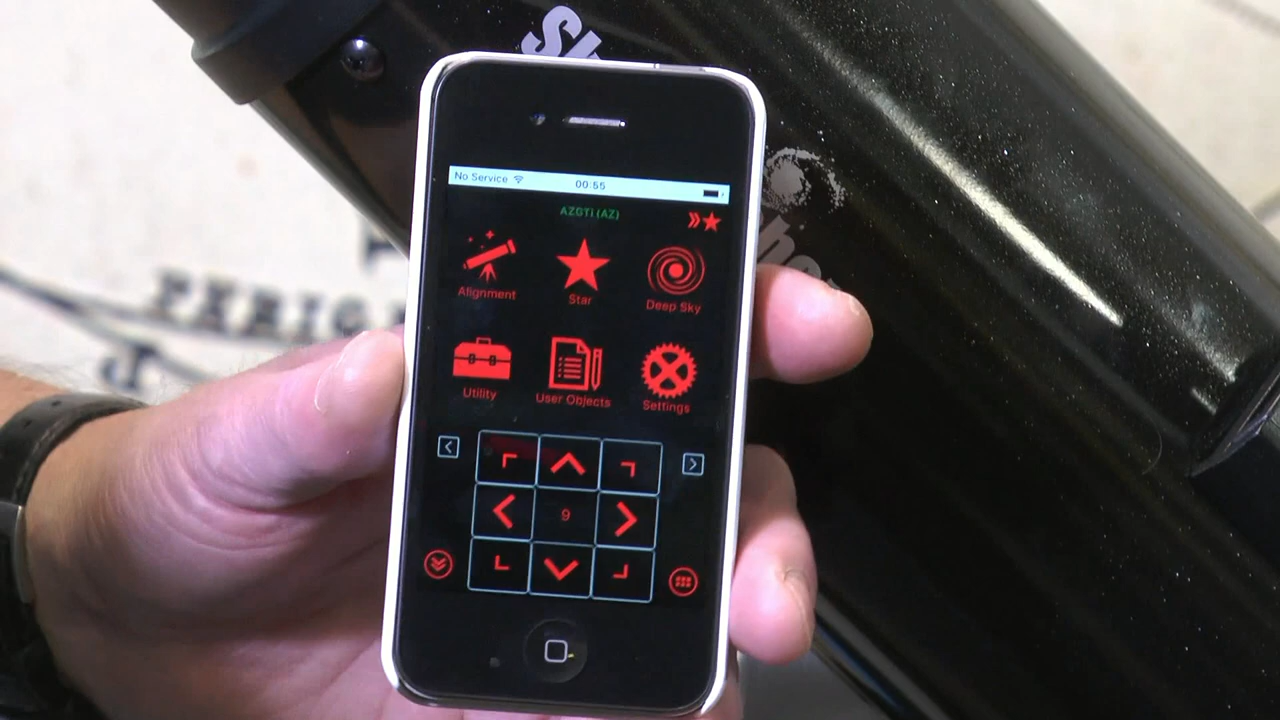 No Service 00:55
AZGTi (AZ)
Alignment Star Deep Sky
Utility User Objects Settings
9